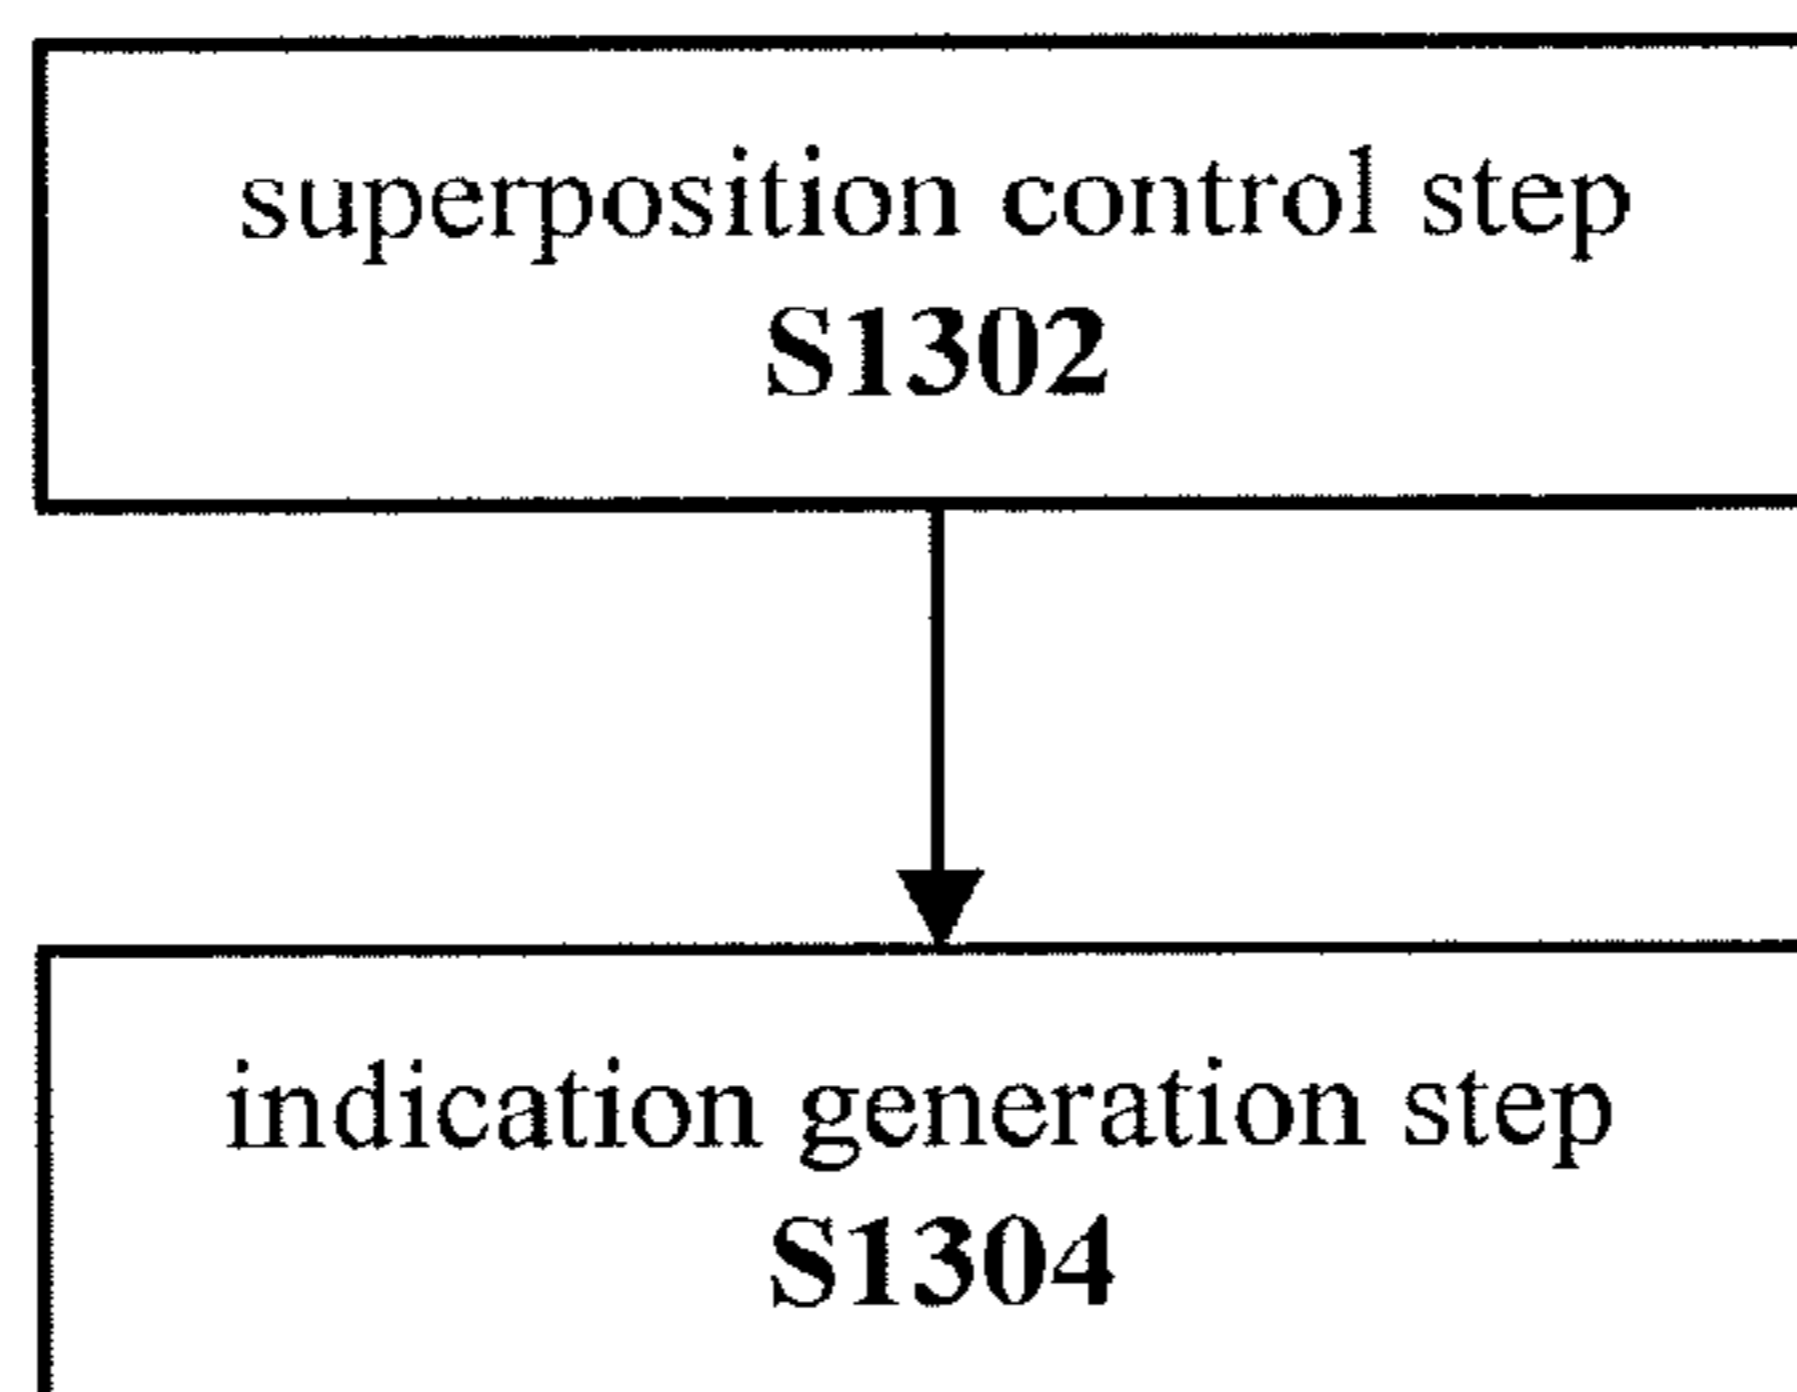 superposition control step
S1302
indication generation step
S1304